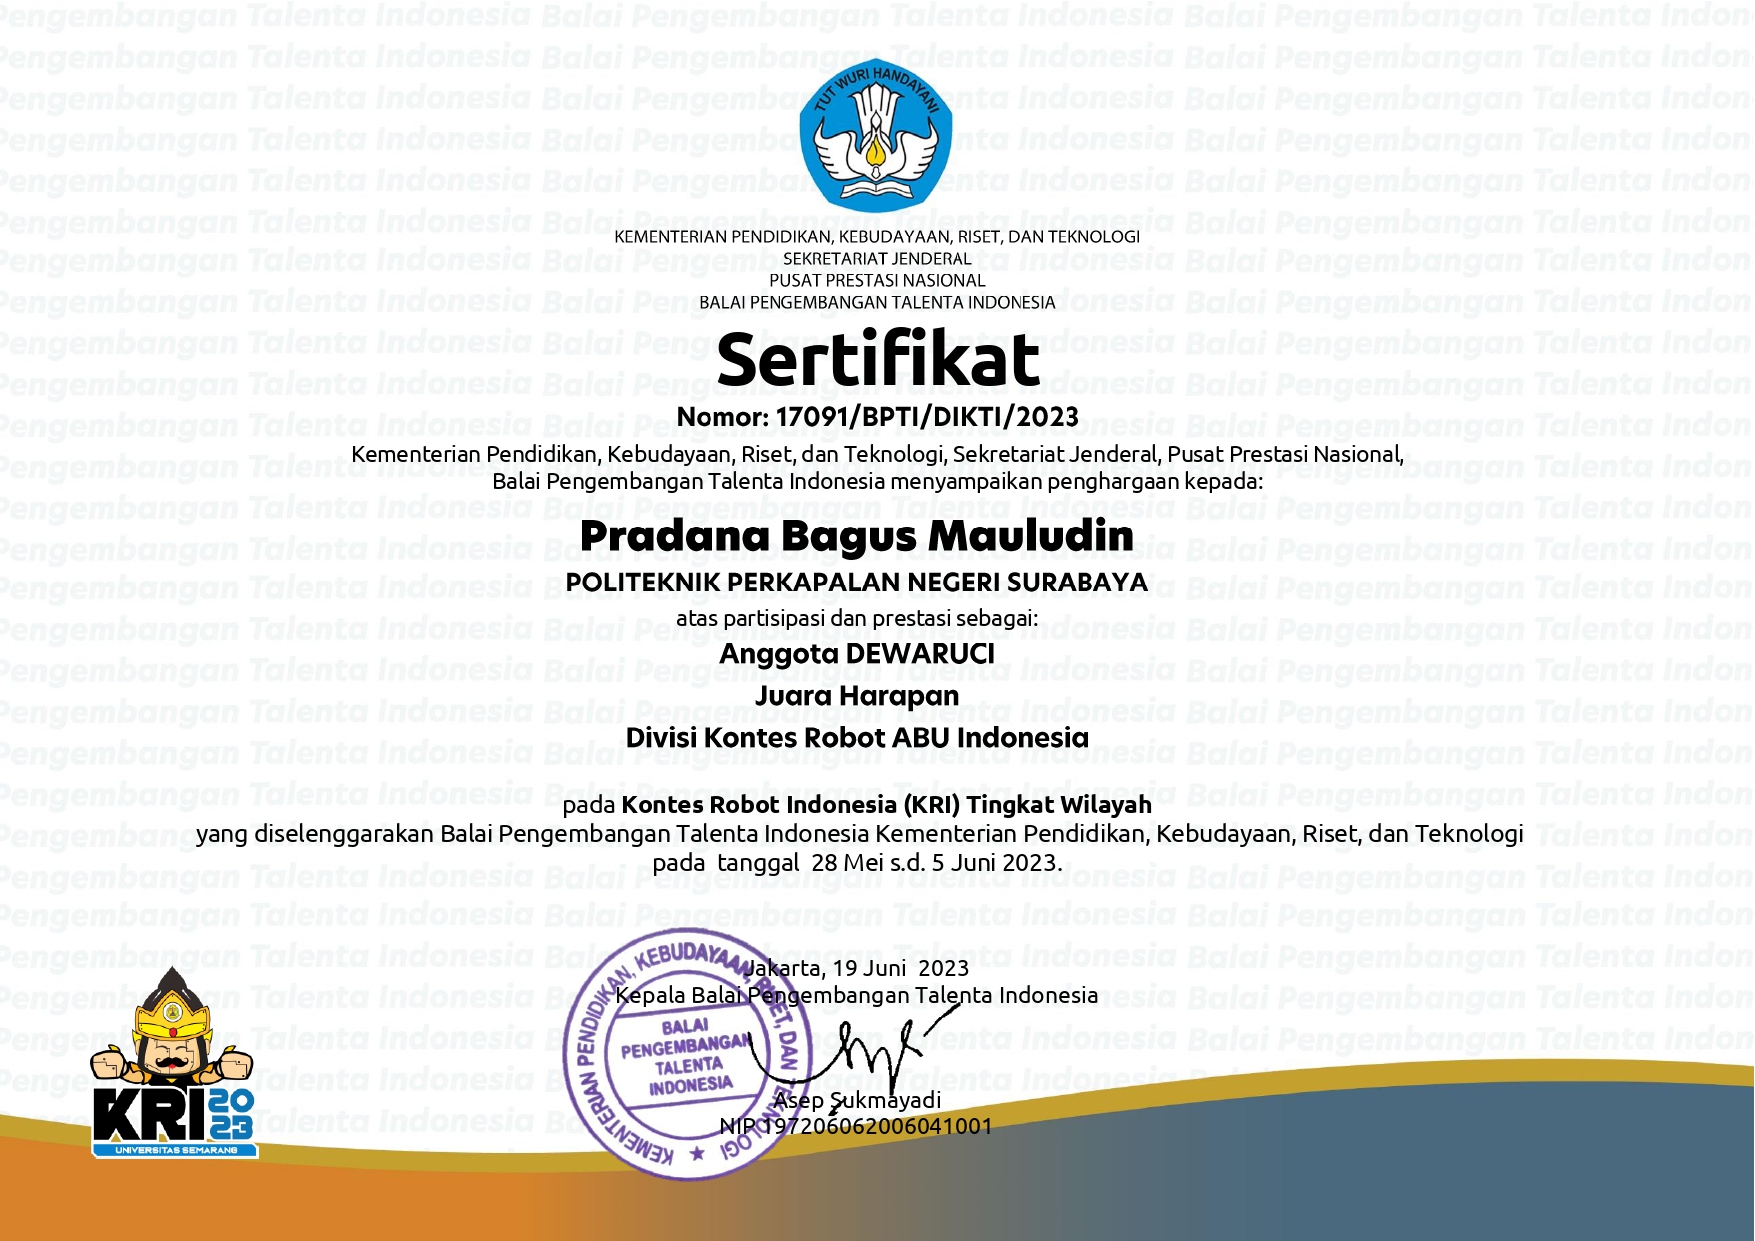 TUT WURI HANDAYANI
KEMENTERIAN PENDIDIKAN, KEBUDAYAAN, RISET, DAN TEKNOLOGI
SEKRETARIAT JENDERAL
PUSAT PRESTASI NASIONAL
BALAI PENGEMBANGAN TALENTA INDONESIA
Sertifikat
Nomor: 17091/BPTI/DIKTI/2023
Kementerian Pendidikan, Kebudayaan, Riset, dan Teknologi, Sekretariat Jenderal, Pusat Prestasi Nasional,
Balai Pengembangan Talenta Indonesia menyampaikan penghargaan kepada:
Pradana Bagus Mauludin
POLITEKNIK PERKAPALAN NEGERI SURABAYA
atas partisipasi dan prestasi sebagai:
Anggota DEWARUCI
Juara Harapan
Divisi Kontes Robot ABU Indonesia
pada Kontes Robot Indonesia (KRI) Tingkat Wilayah
yang diselenggarakan Balai Pengembangan Talenta Indonesia Kementerian Pendidikan, Kebudayaan, Riset, dan Teknologi
pada tanggal 28 Mei s.d. 5 Juni 2023.
Jakarta, 19 Juni 2023
Kepala Balai Pengembangan Talenta Indonesia
KEMENTERIAN PENDIDIKAN, KEBUDAYAAN, RISET, DAN TEKNOLOGI
BALAI
PENGEMBANGAN
TALENTA
INDONESIA
Asep Sukmayadi
NIP 197206062006041001
KRI 2023
UNIVERSITAS SEMARANG